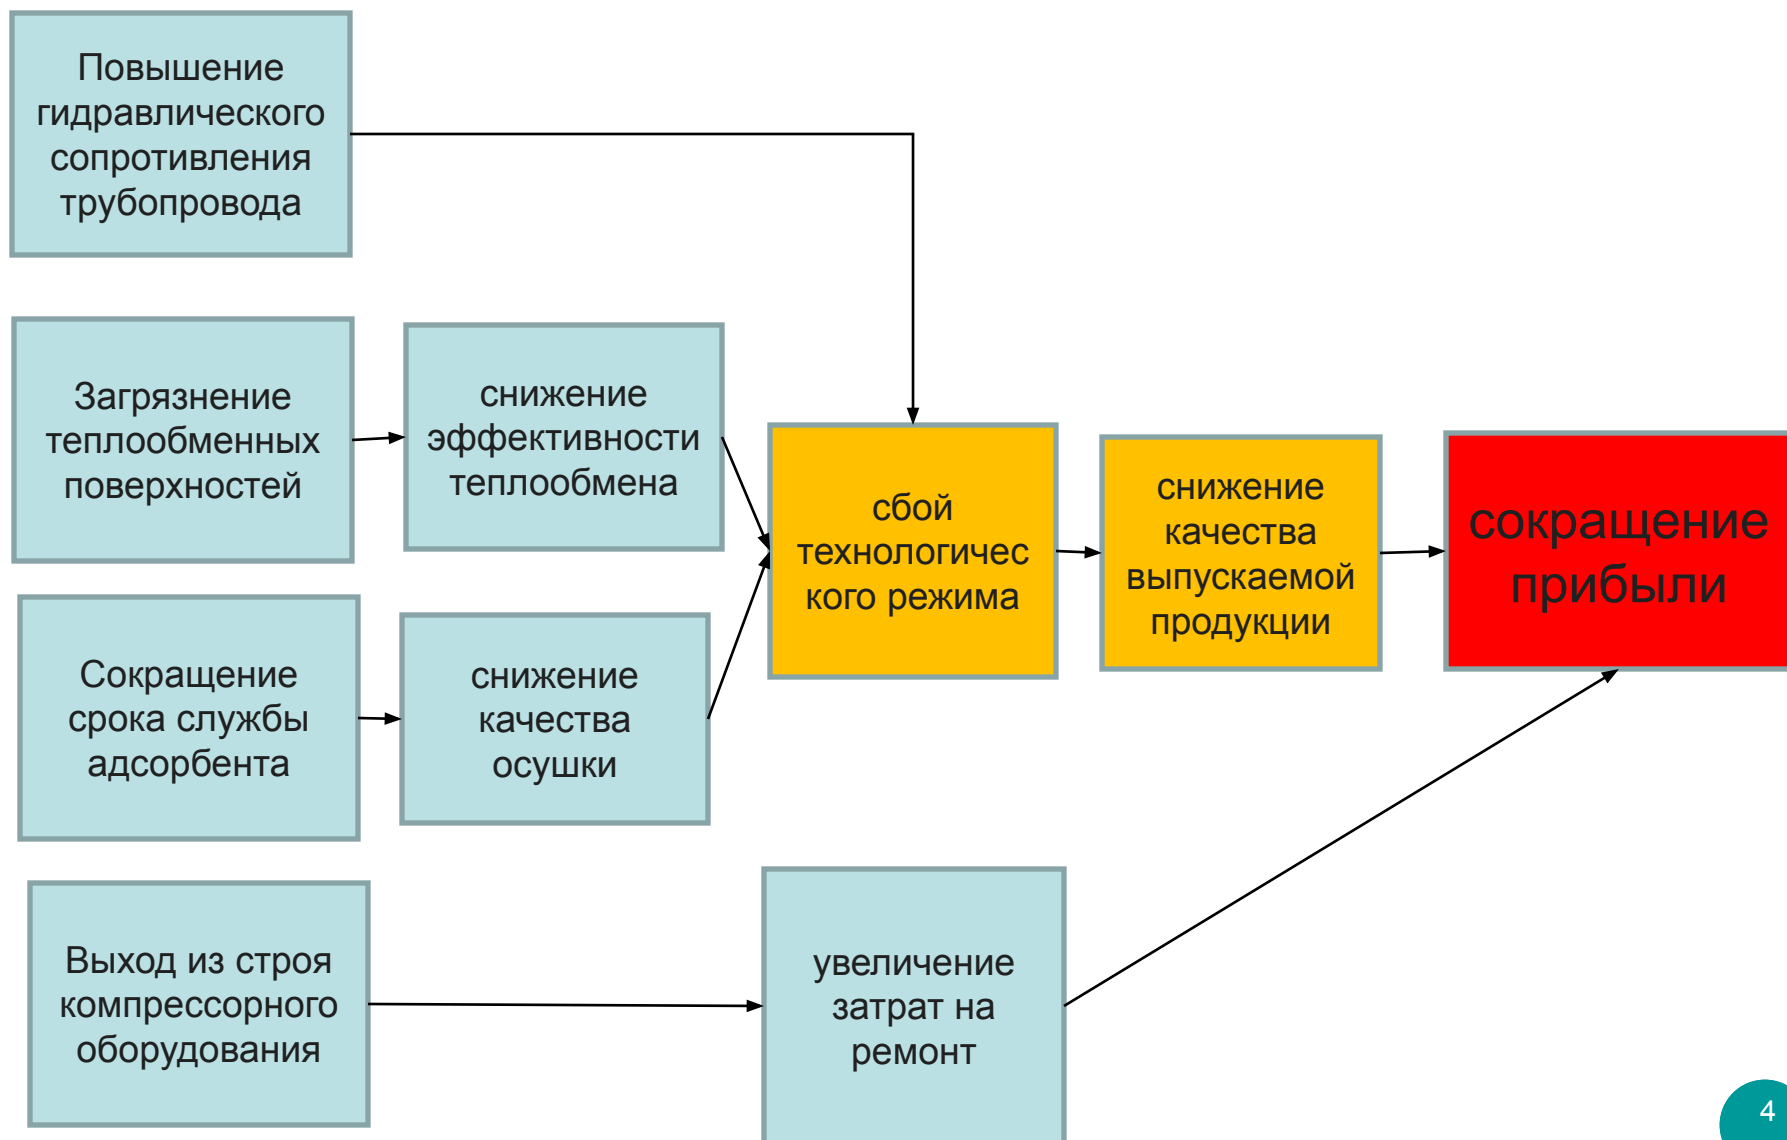 Повышение
гидравлического
сопротивления
трубопровода
Загрязнение
теплообменных
поверхностей
снижение
эффективности
теплообмена
сбой
технологичес
кого режима
снижение
качества
выпускаемой
продукции
сокращение
прибыли
Сокращение
срока службы
адсорбента
снижение
качества
осушки
Выход из строя
компрессорного
оборудования
увеличение
затрат на
ремонт
4